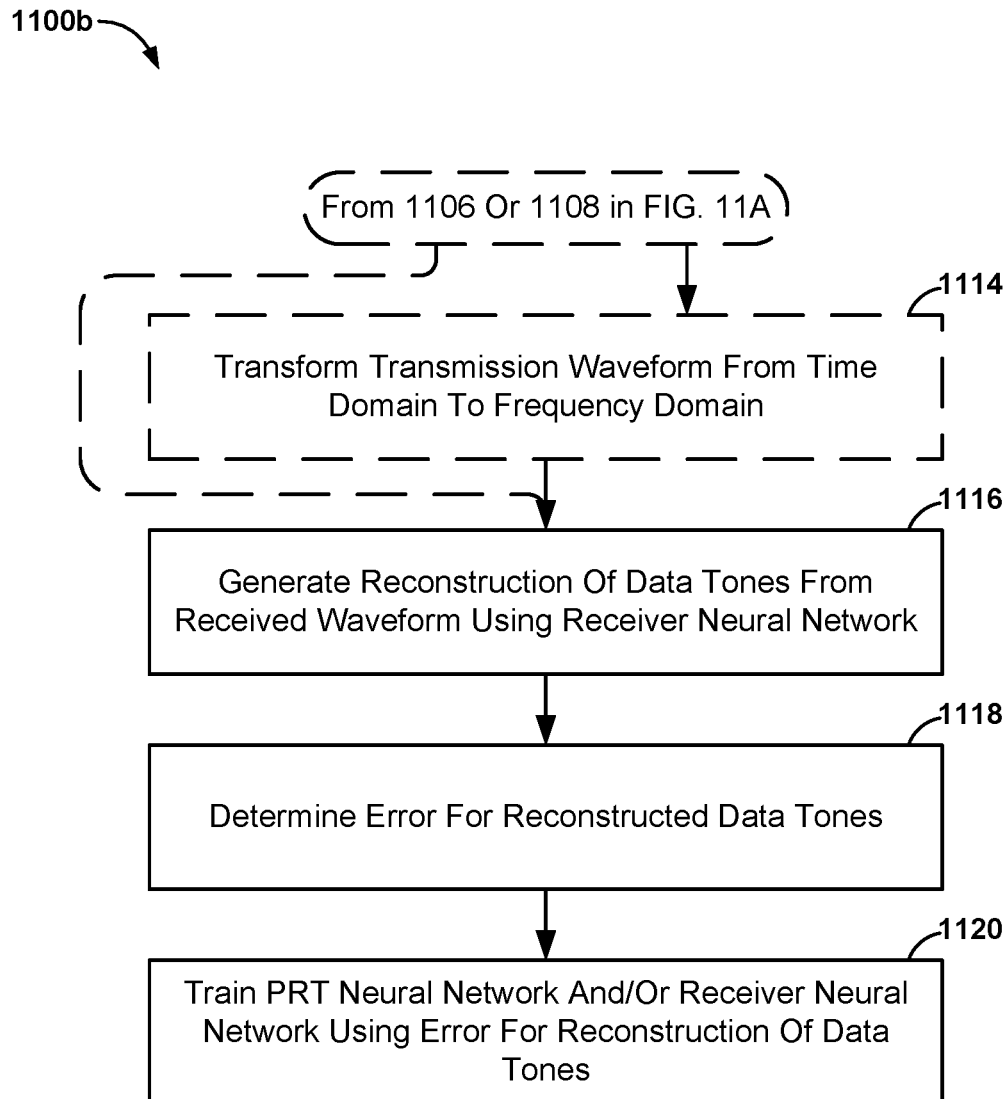 1100b
From 1106 Or 1108 in FIG. 11A
1114
Transform Transmission Waveform From Time
Domain To Frequency Domain
1116
Generate Reconstruction Of Data Tones From
Received Waveform Using Receiver Neural Network
1118
Determine Error For Reconstructed Data Tones
1120
Train PRT Neural Network And/Or Receiver Neural
Network Using Error For Reconstruction Of Data
Tones